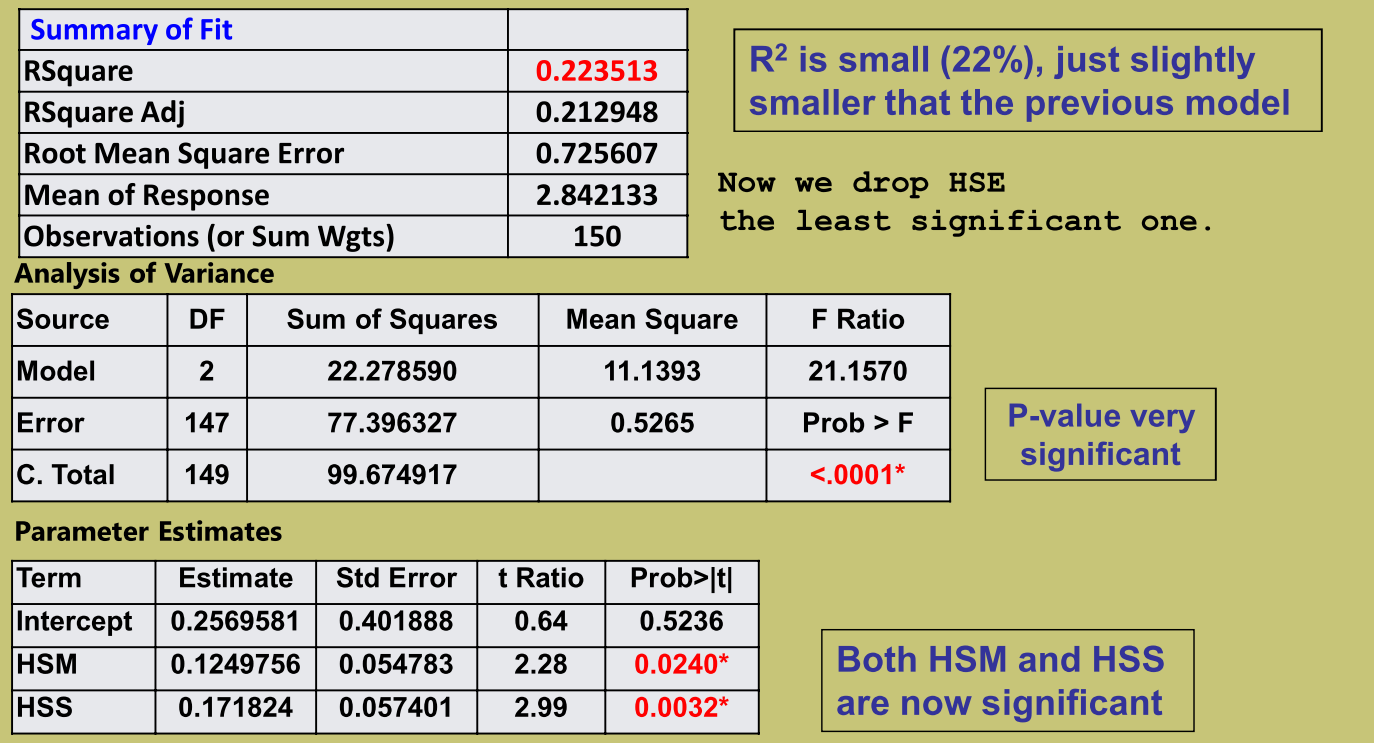 Summary of Fit
RSquare 0.223513
RSquare Adj 0.212948
Root Mean Square Error 0.725607
Mean of Response 2.842133
Observations (or Sum Wgts) 150
R² is small (22%), just slightly
smaller that the previous model
Now we drop HSE
the least significant one.
Analysis of Variance
Source DF Sum of Squares Mean Square F Ratio
Model 2 22.278590 11.1393 21.1570
Error 147 77.396327 0.5265 Prob > F
C. Total 149 99.674917 <.0001*
P-value very
significant
Parameter Estimates
Term Estimate Std Error t Ratio Prob>|t|
Intercept 0.2569581 0.401888 0.64 0.5236
HSM 0.1249756 0.054783 2.28 0.0240*
HSS 0.171824 0.057401 2.99 0.0032*
Both HSM and HSS
are now significant